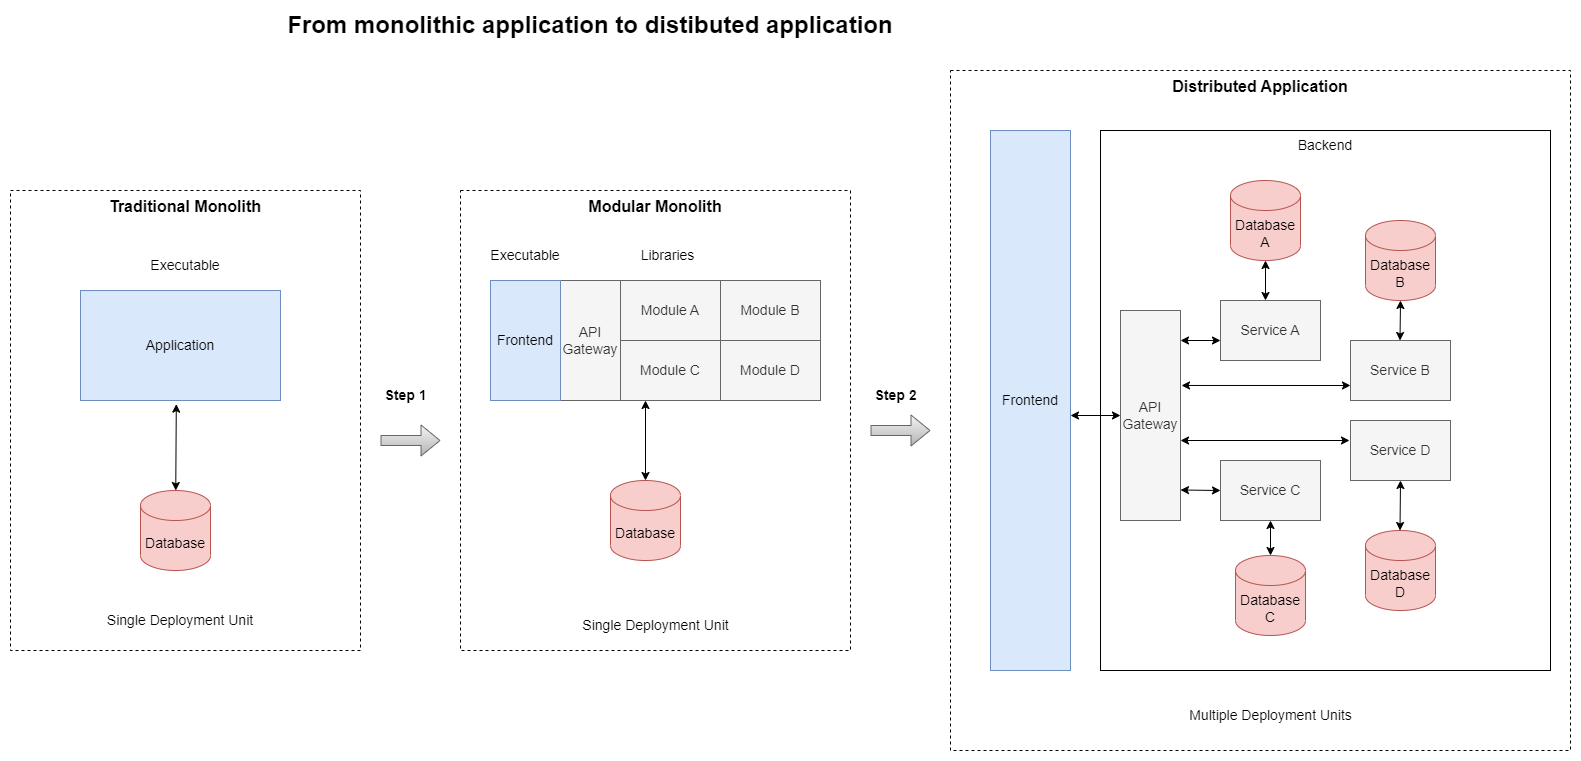 From monolithic application to distibuted application
Traditional Monolith
Executable
Application
Database
Single Deployment Unit
Step 1
Modular Monolith
Executable
Libraries
Frontend
API
Gateway
Module A
Module B
Module C
Module D
Database
Single Deployment Unit
Step 2
Distributed Application
Frontend
Backend
API
Gateway
Database
A
Service A
Database
B
Service B
Service D
Database
D
Service C
Database
C
Multiple Deployment Units